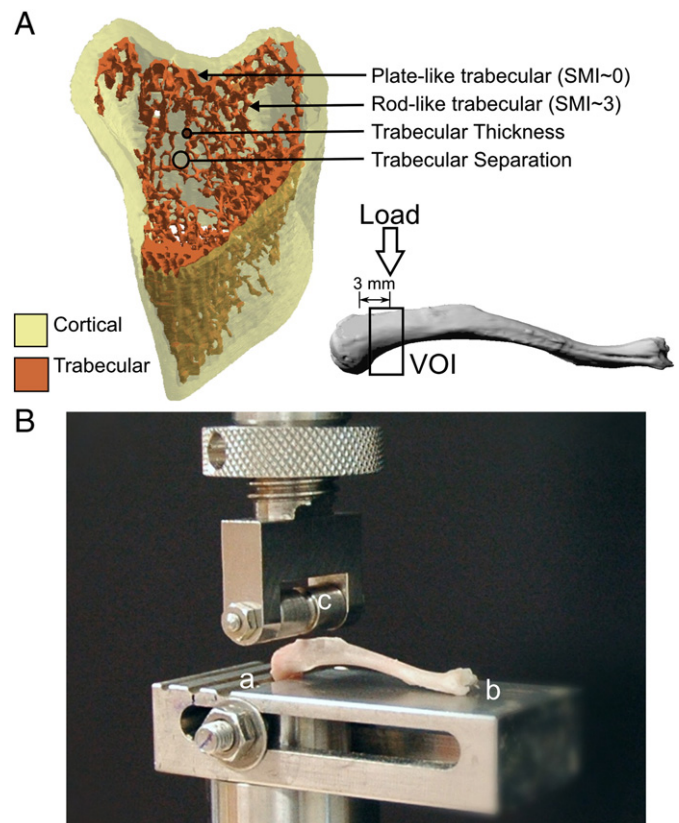 A
Plate-like trabecular (SMI~0)
Rod-like trabecular (SMI~3)
Trabecular Thickness
Trabecular Separation
Load
3 mm
VOI
Cortical
Trabecular
B
c
a.
b